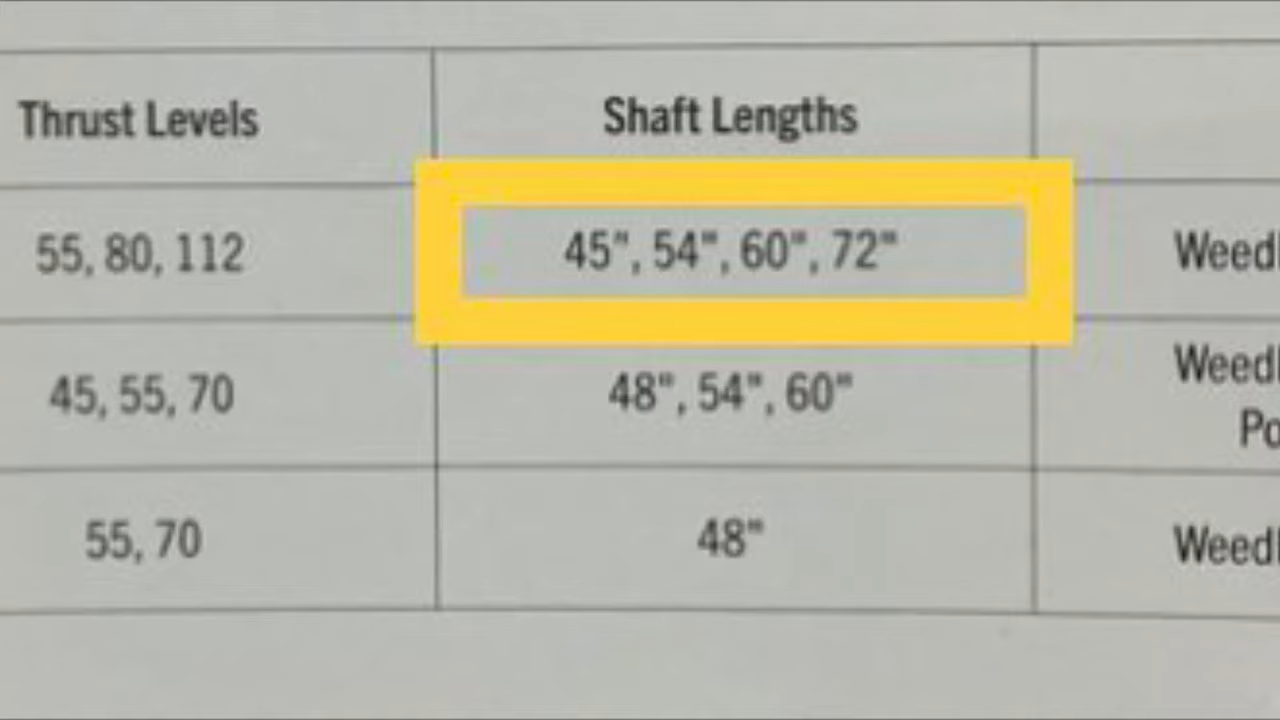 Thrust Levels Shaft Lengths
55, 80, 112 45", 54", 60", 72"
45, 55, 70 48", 54", 60"
55, 70 48"